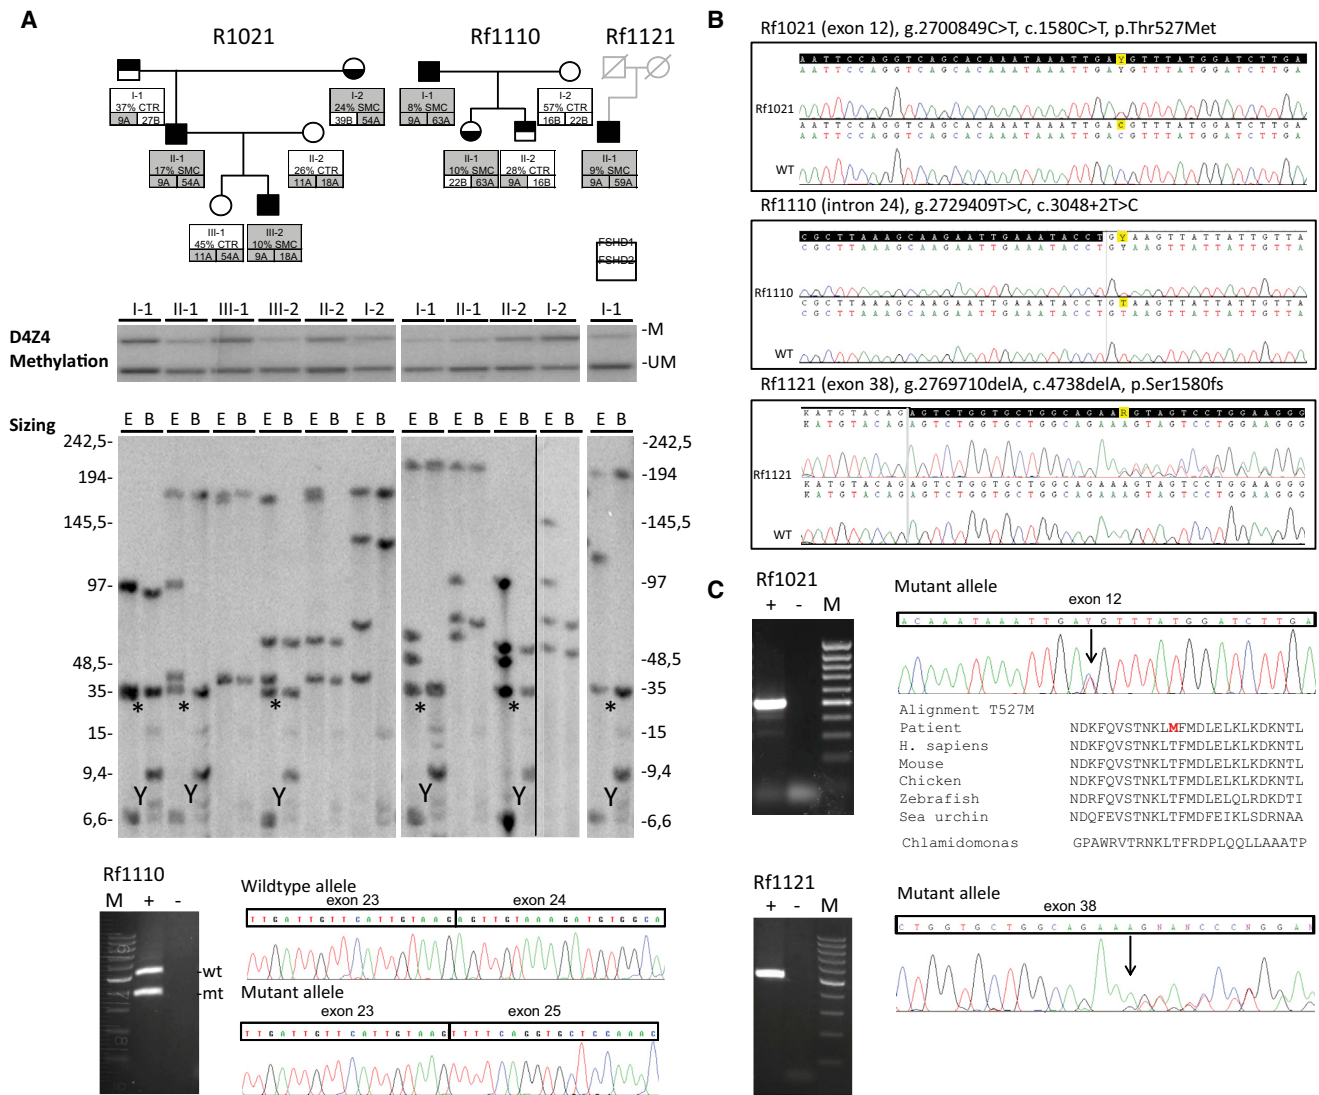 A
R1021
Rf1110
Rf1121
I-1
37% CTR
9A 27B
I-2
24% SMC
39B 54A
II-1
17% SMC
9A 54A
II-2
26% CTR
11A 18A
III-1
45% CTR
11A 54A
III-2
10% SMC
9A 18A
I-1
8% SMC
9A 63A
I-2
57% CTR
16B 22B
II-1
10% SMC
22B 63A
II-2
28% CTR
9A 16B
II-1
9% SMC
9A 59A
FSHD1
FSHD2
I-1 II-1 III-1 III-2 II-2 I-2 I-1 II-1 II-2 I-2 I-1
D4Z4
Methylation
-M
-UM
Sizing
E B E B E B E B E B E B E B E B E B E B E B
242,5- -242,5
194- -194
145,5- -145,5
97- -97
48,5- -48,5
35- -35
* * * * * *
15- -15
9,4- -9,4
Y Y Y Y Y Y
6,6- -6,6
Rf1110
M + -
-wt
-mt
Wildtype allele
exon 23 exon 24
T T G A T T G T T C A T T G T A A G A G T T G T A A A G A T G T G G C A
Mutant allele
exon 23 exon 25
T T G A T T G T T C A T T G T A A G T T T T C A G G T G C T C C A A A C
B
Rf1021 (exon 12), g.2700849C>T, c.1580C>T, p.Thr527Met
A A T T C C A G G T C A G C A C A A A T A A A T T G A Y G T T T A T G G A T C T T G A
A A T T C C A G G T C A G C A C A A A T A A A T T G A Y G T T T A T G G A T C T T G A
Rf1021
A A T T C C A G G T C A G C A C A A A T A A A T T G A C G T T T A T G G A T C T T G A
A A T T C C A G G T C A G C A C A A A T A A A T T G A C G T T T A T G G A T C T T G A
WT
Rf1110 (intron 24), g.2729409T>C, c.3048+2T>C
C G C T T A A A G C A A G A A T T G A A A T A C C T G Y A A G T T A T T A T T G T T A
C G C T T A A A G C A A G A A T T G A A A T A C C T G Y A A G T T A T T A T T G T T A
Rf1110
C G C T T A A A G C A A G A A T T G A A A T A C C T G T A A G T T A T T A T T G T T A
C G C T T A A A G C A A G A A T T G A A A T A C C T G T A A G T T A T T A T T G T T A
WT
Rf1121 (exon 38), g.2769710delA, c.4738delA, p.Ser1580fs
K A T G T A C A G A G T C T G G T G C T G G C A G A A R G T A G T C C T G G A A G G G
K A T G T A C A G A G T C T G G T G C T G G C A G A A A G T A G T C C T G G A A G G G
Rf1121
K A T G T A C A G A G T C T G G T G C T G G C A G A A A G T A G T C C T G G A A G G G
K A T G T A C A G A G T C T G G T G C T G G C A G A A A G T A G T C C T G G A A G G G
WT
C
Rf1021
+ - M
Mutant allele
exon 12
A C A A A T A A A T T G A Y G T T T A T G G A T C T T G A
Alignment T527M
Patient NDKFQVSTNKLMFMDLELKLKDKNTL
H. sapiens NDKFQVSTNKLTFMDLELKLKDKNTL
Mouse NDKFQVSTNKLTFMDLELKLKDKNTL
Chicken NDKFQVSTNKLTFMDLELKLKDKNTL
Zebrafish NDRFQVSTNKLTFMDLELQLRDKDTI
Sea urchin NDQFEVSTNKLTFMDFEIKLSDRNAA
Chlamidomonas GPAWRVTRNKLTFRDPLQQLLAAATP
Rf1121
+ - M
Mutant allele
exon 38
C T G G T G C T G G C A G A A A G N A N C C C N G G A N